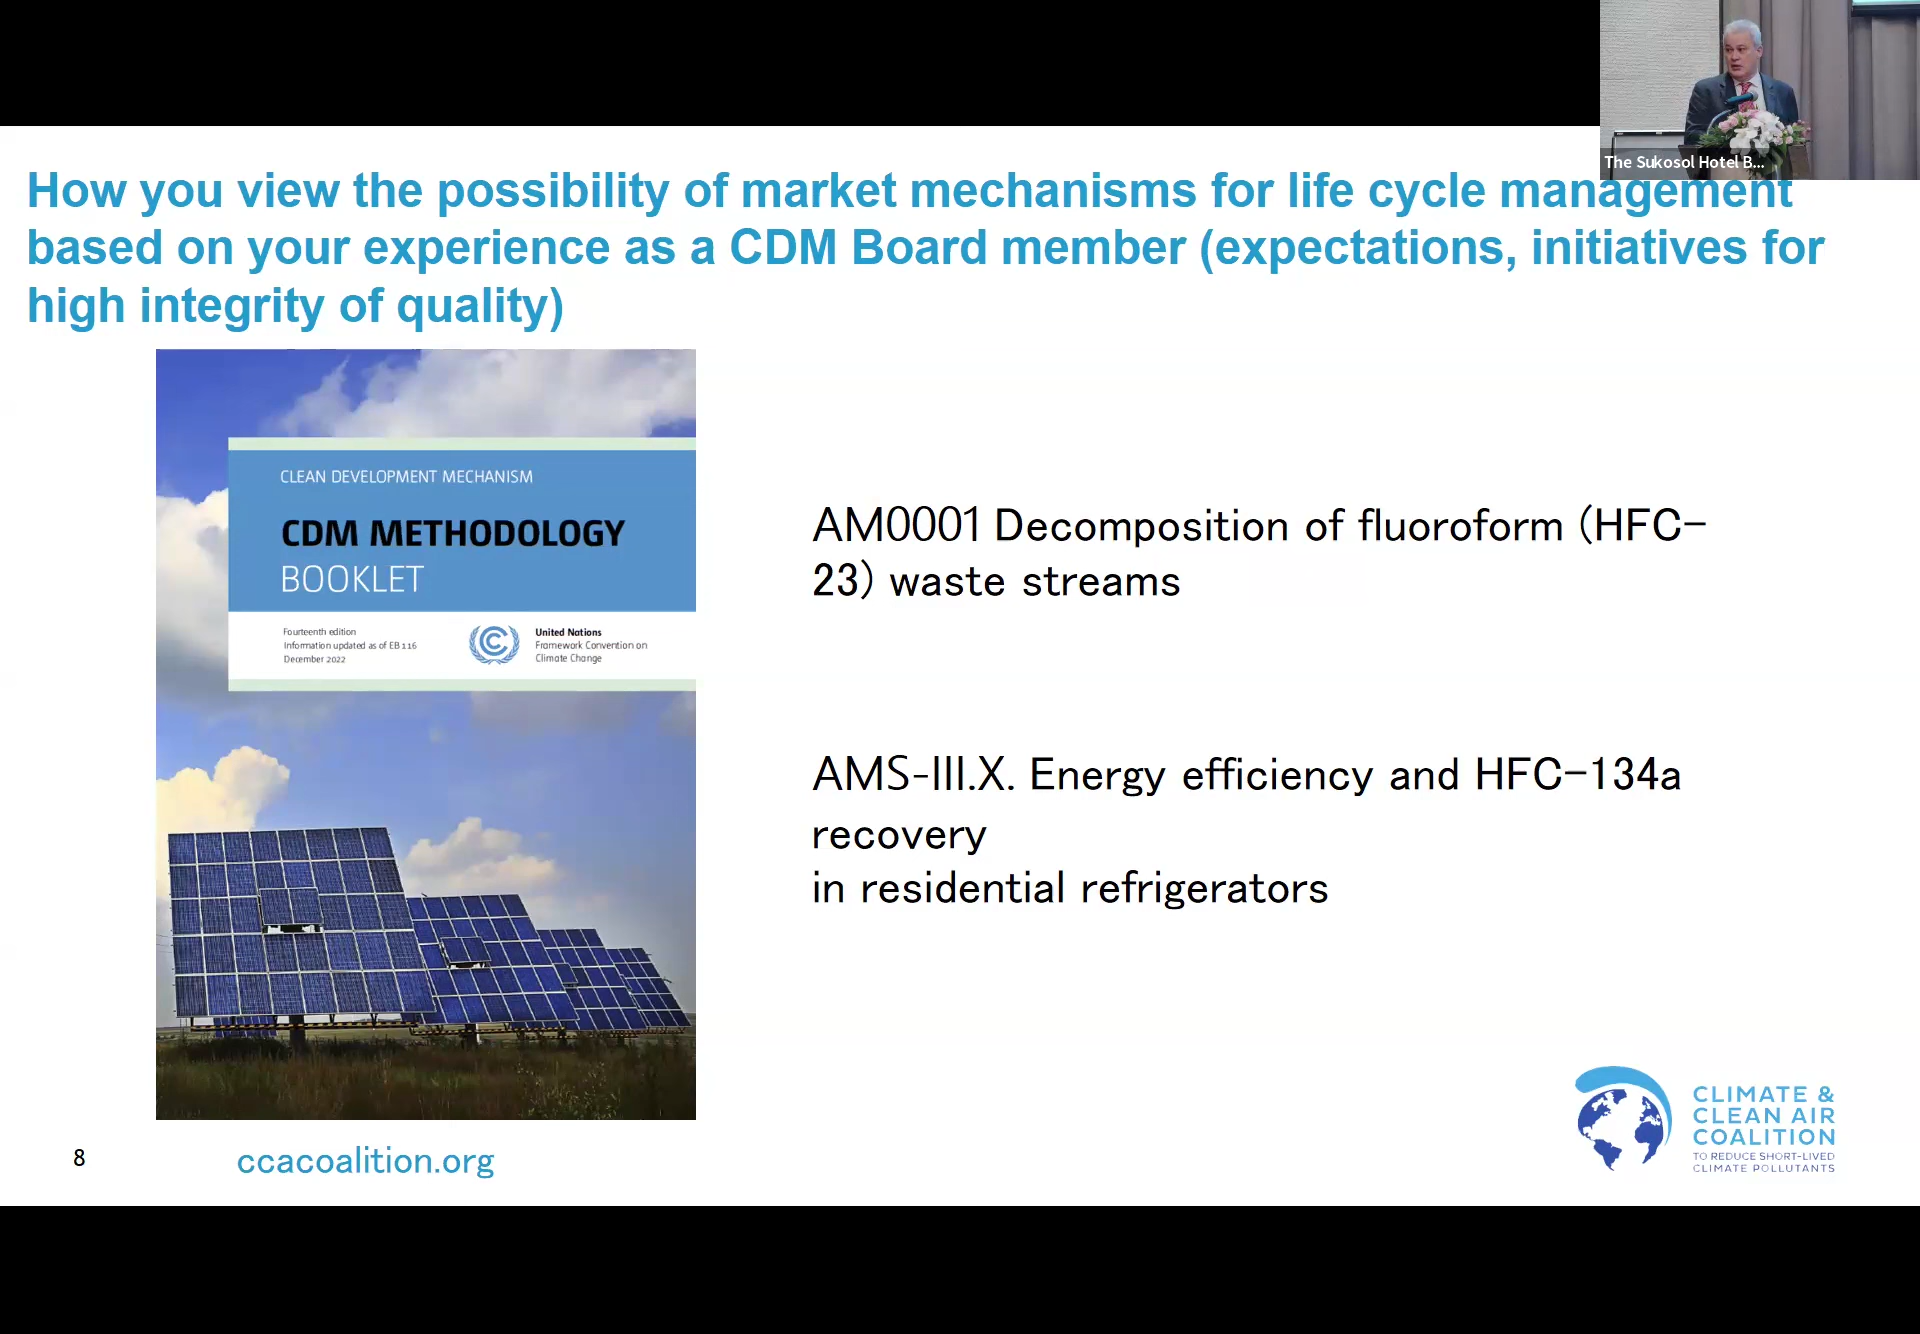 The Sukosol Hotel B...
How you view the possibility of market mechanisms for life cycle management
based on your experience as a CDM Board member (expectations, initiatives for
high integrity of quality)
CLEAN DEVELOPMENT MECHANISM
CDM METHODOLOGY
BOOKLET
Fourteenth edition
Information updated as of EB 116
December 2022
United Nations
Framework Convention on
Climate Change
AM0001 Decomposition of fluoroform (HFC-
23) waste streams
AMS-III.X. Energy efficiency and HFC-134a
recovery
in residential refrigerators
8
ccacoalition.org
CLIMATE &
CLEAN AIR
COALITION
TO REDUCE SHORT-LIVED
CLIMATE POLLUTANTS